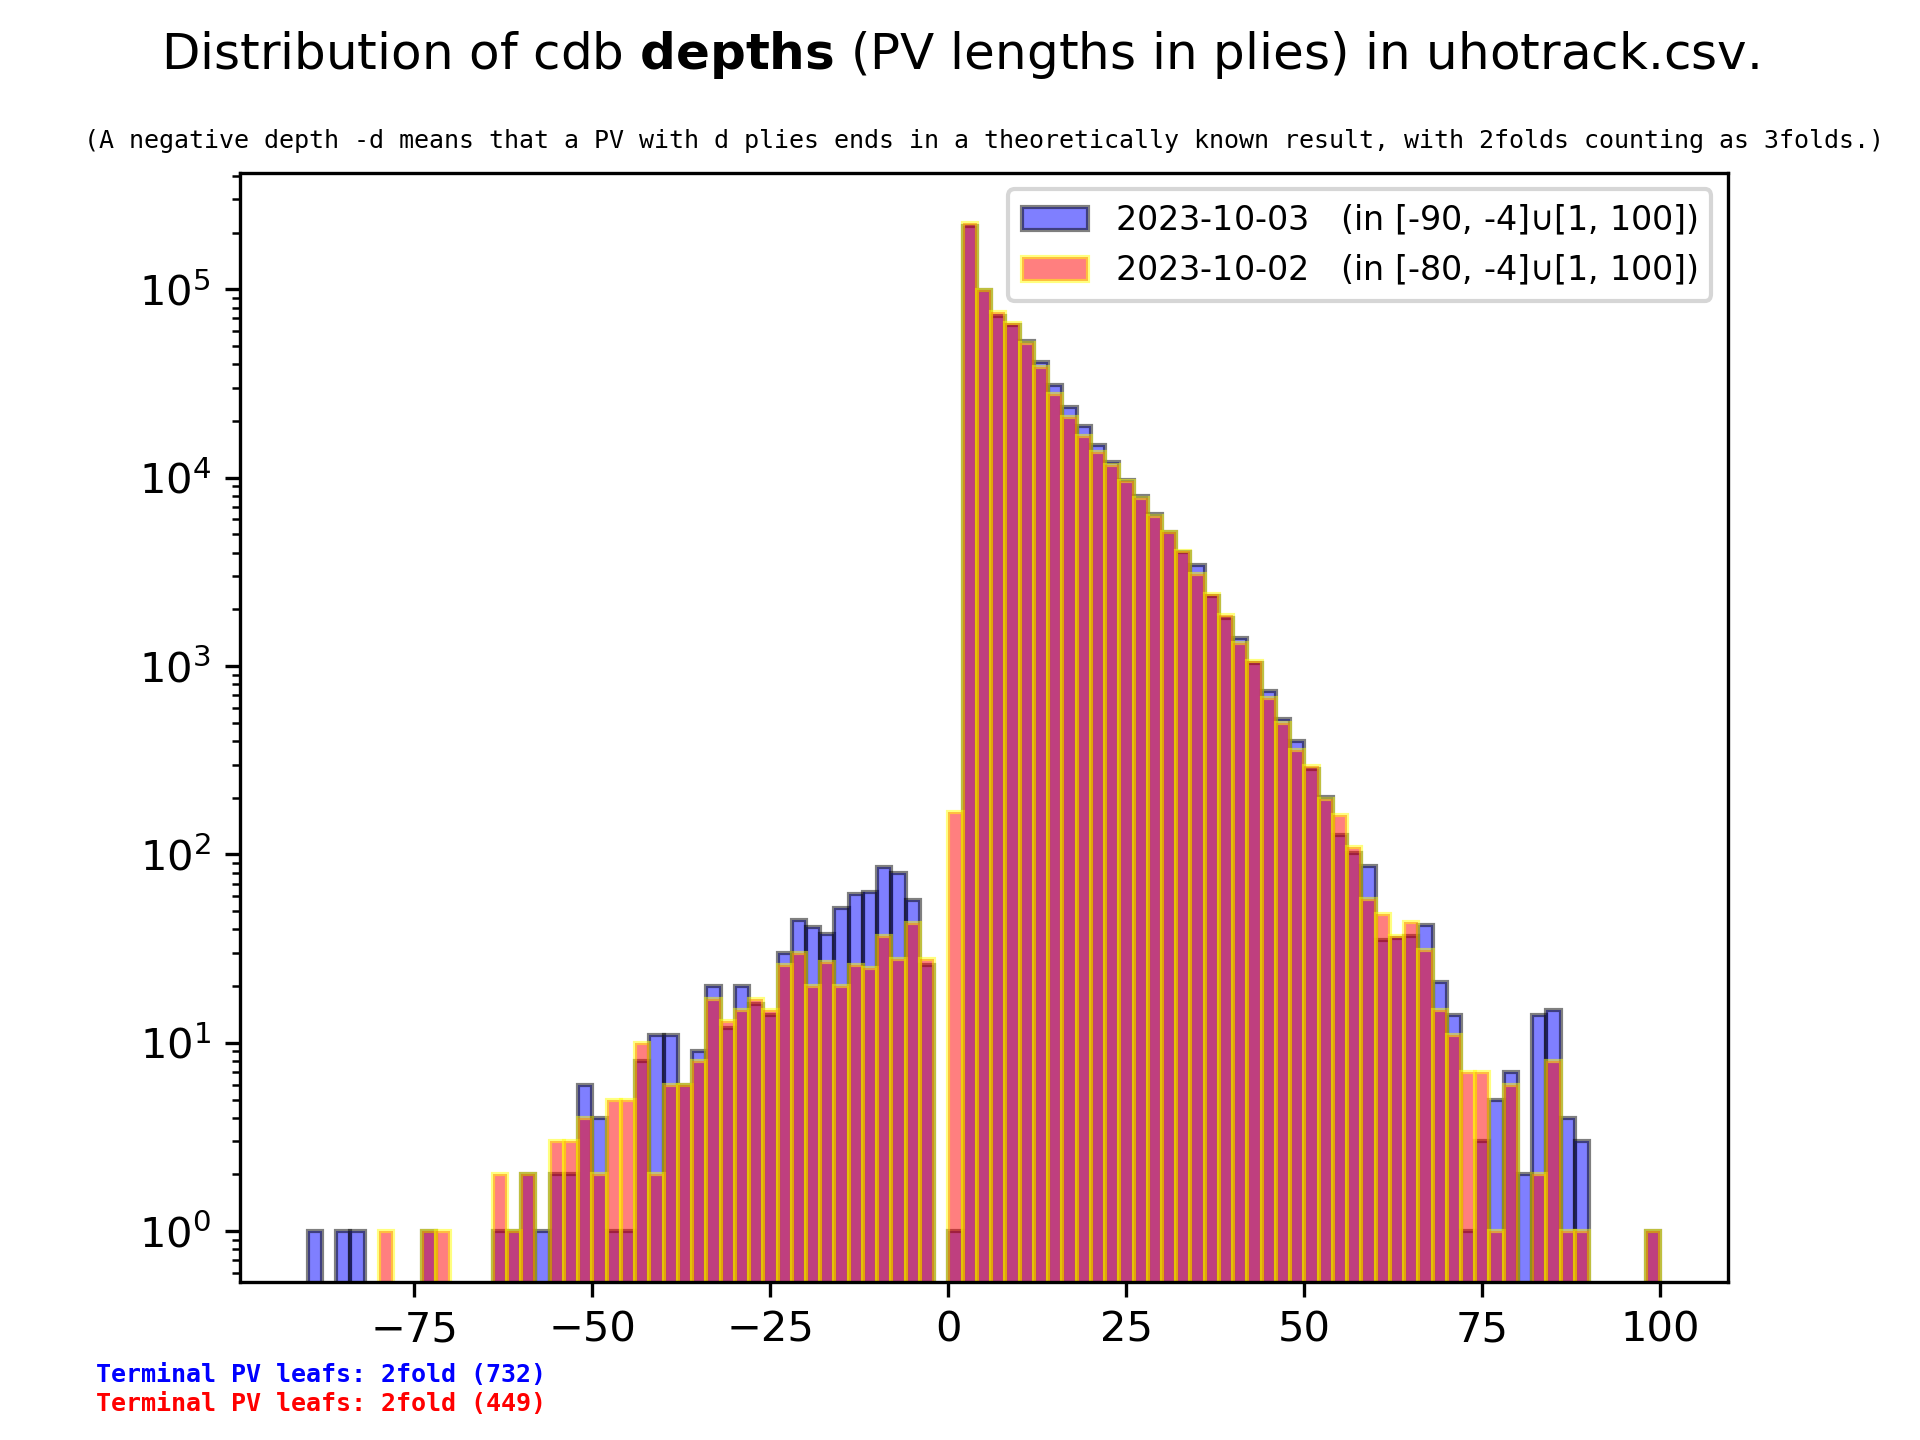 Distribution of cdb depths (PV lengths in plies) in uhotrack.csv.
(A negative depth -d means that a PV with d plies ends in a theoretically known result, with 2folds counting as 3folds.)
2023-10-03 (in [-90, -4]∪[1, 100])
2023-10-02 (in [-80, -4]∪[1, 100])
10⁵
10⁴
10³
10²
10¹
10⁰
−75 −50 −25 0 25 50 75 100
Terminal PV leafs: 2fold (732)
Terminal PV leafs: 2fold (449)